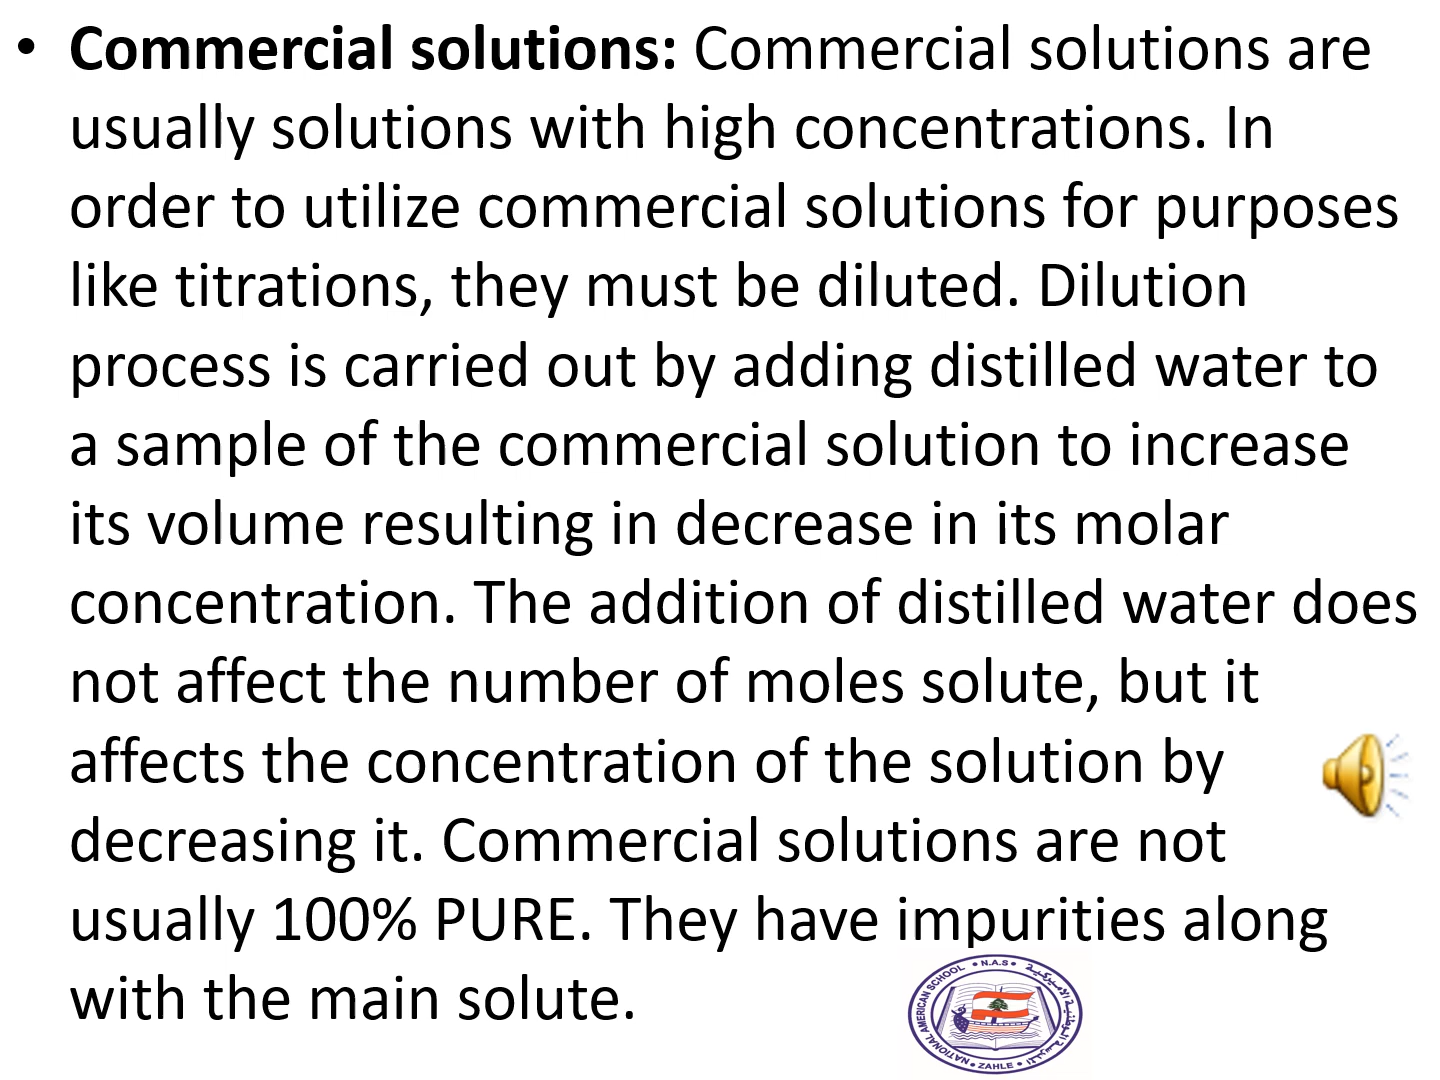 • Commercial solutions: Commercial solutions are
usually solutions with high concentrations. In
order to utilize commercial solutions for purposes
like titrations, they must be diluted. Dilution
process is carried out by adding distilled water to
a sample of the commercial solution to increase
its volume resulting in decrease in its molar
concentration. The addition of distilled water does
not affect the number of moles solute, but it
affects the concentration of the solution by
decreasing it. Commercial solutions are not
usually 100% PURE. They have impurities along
with the main solute.
• N.A.S •
NATIONAL AMERICAN SCHOOL
• ZAHLE •